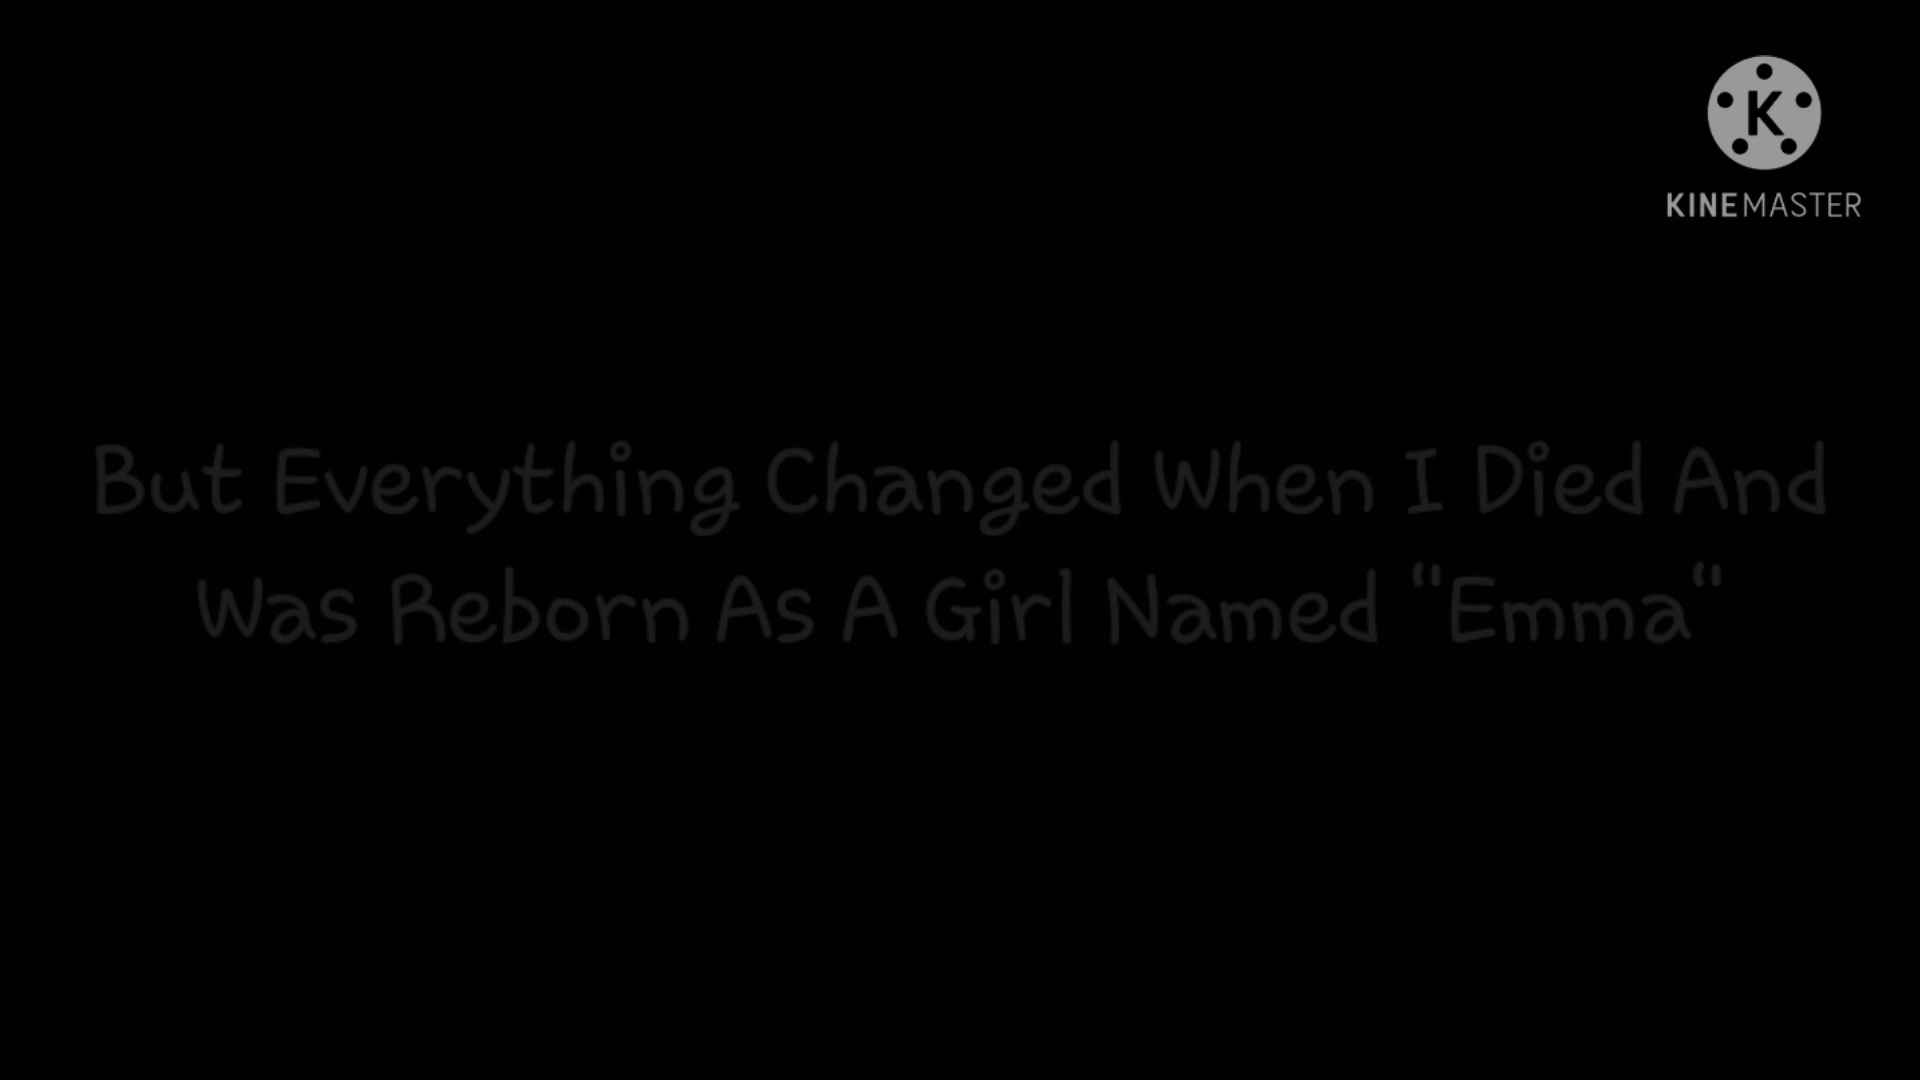 K
KINEMASTER
But Everything Changed When I Died And
Was Reborn As A Girl Named "Emma"